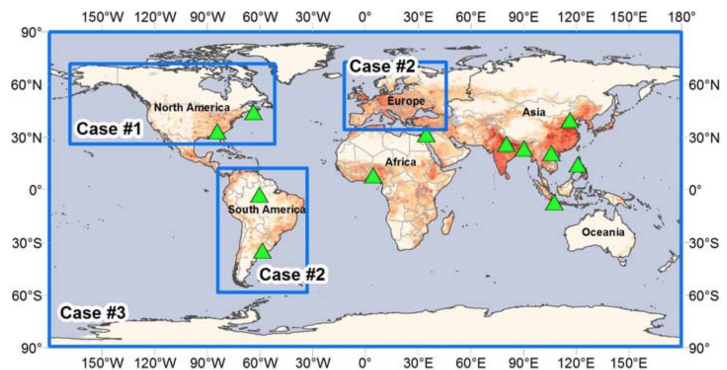 150°W 120°W 90°W 60°W 30°W 0° 30°E 60°E 90°E 120°E 150°E 180°
90° 90°
Case #2
60°N 60°N
North America
Europe
Asia
Case #1
30°N 30°N
Africa
0° 0°
South America
Oceania
30°S 30°S
Case #2
60°S 60°S
Case #3
90° 90°
150°W 120°W 90°W 60°W 30°W 0° 30°E 60°E 90°E 120°E 150°E